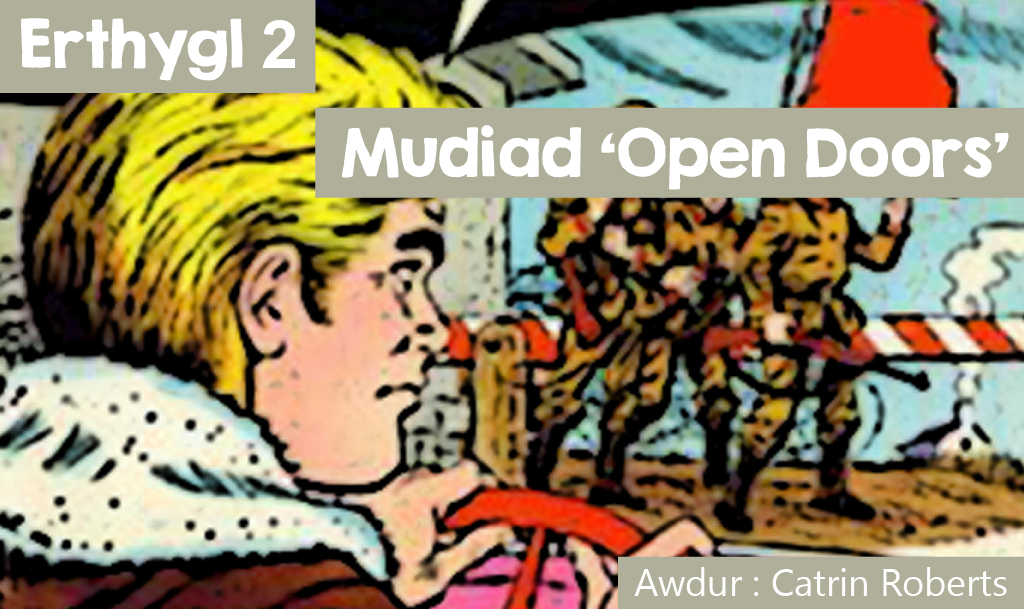 Erthygl 2
Mudiad ‘Open Doors’
Awdur : Catrin Roberts